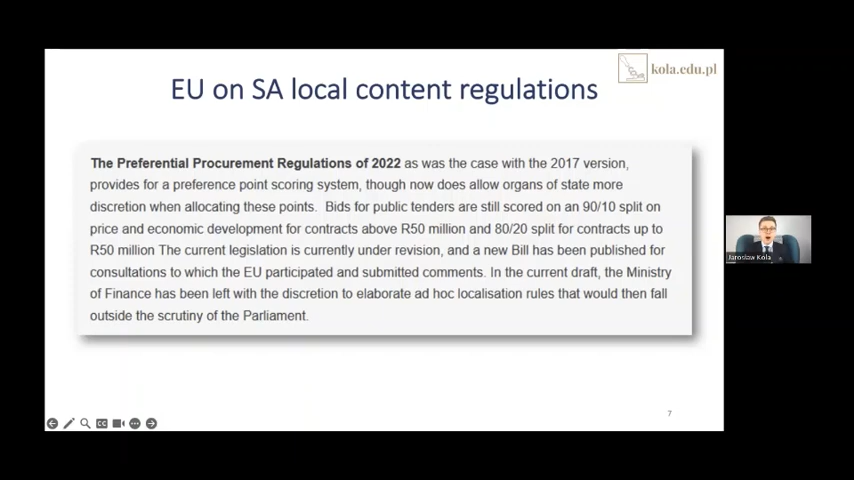 kola.edu.pl
EU on SA local content regulations
The Preferential Procurement Regulations of 2022 as was the case with the 2017 version,
provides for a preference point scoring system, though now does allow organs of state more
discretion when allocating these points. Bids for public tenders are still scored on an 90/10 split on
price and economic development for contracts above R50 million and 80/20 split for contracts up to
R50 million The current legislation is currently under revision, and a new Bill has been published for
consultations to which the EU participated and submitted comments. In the current draft, the Ministry
of Finance has been left with the discretion to elaborate ad hoc localisation rules that would then fall
outside the scrutiny of the Parliament.
Jarosław Kola
7
CC